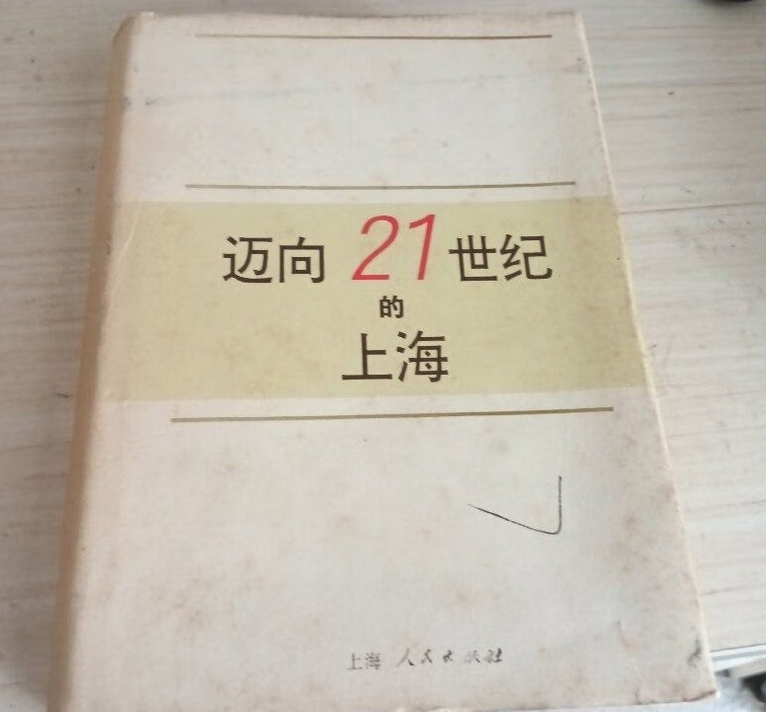 迈向21世纪
的
上海
上海人民出版社